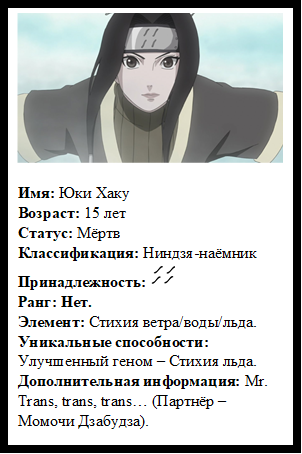 Имя: Юки Хаку
Возраст: 15 лет
Статус: Мёртв
Классификация: Ниндзя-наёмник
Принадлежность:
Ранг: Нет.
Элемент: Стихия ветра/воды/льда.
Уникальные способности:
Улучшенный геном – Стихия льда.
Дополнительная информация: Mr.
Trans, trans, trans… (Партнёр –
Момочи Дзабудза).